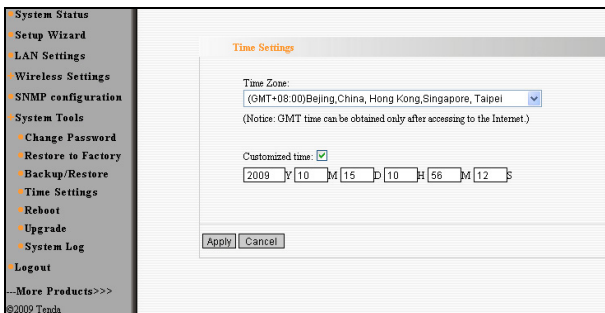 System Status
Setup Wizard
LAN Settings
Wireless Settings
SNMP configuration
System Tools
Change Password
Restore to Factory
Backup/Restore
Time Settings
Reboot
Upgrade
System Log
Logout
---More Products>>>
©2009 Tenda
Time Settings
Time Zone:
(GMT+08:00)Bejing,China, Hong Kong,Singapore, Taipei
(Notice: GMT time can be obtained only after accessing to the Internet.)
Customized time:
2009 Y 10 M 15 D 10 H 56 M 12 S
Apply Cancel